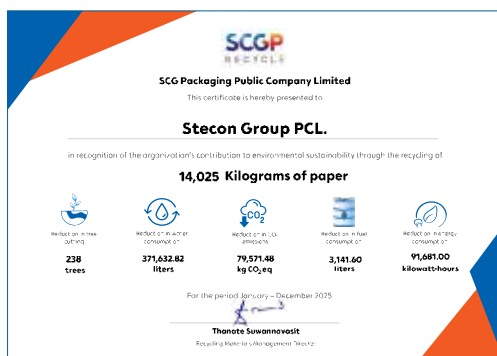 SCGP
RECYCLE
SCG Packaging Public Company Limited
This certificate is hereby presented to
Stecon Group PCL.
in recognition of the organization's contribution to environmental sustainability through the recycling of
14,025 Kilograms of paper
CO₂
Reduction in tree cutting
238 trees
Reduction in water consumption
371,632.82 liters
Reduction in CO₂ emissions
79,571.48 kg CO₂ eq
Reduction in fuel consumption
3,141.60 liters
Reduction in energy consumption
91,681.00 kilowatt-hours
For the period January - December 2025
Thanate Suwannavasit
Recycling Materials Management Director